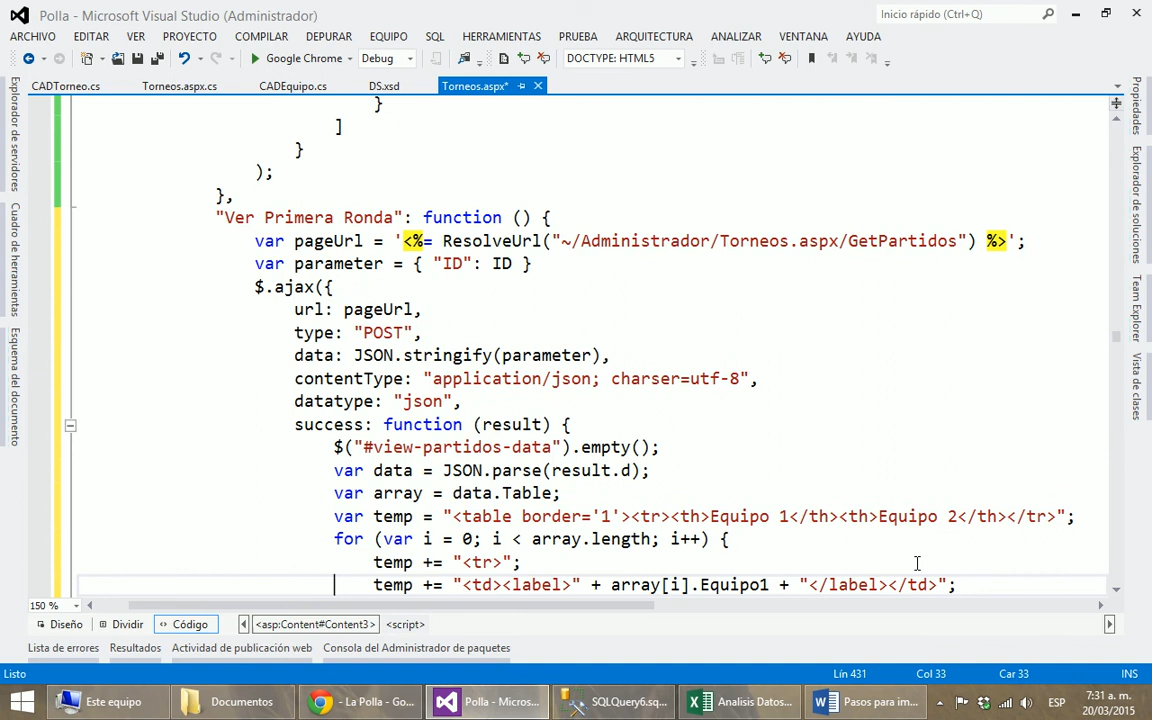 Polla - Microsoft Visual Studio (Administrador)
Inicio rápido (Ctrl+Q)
ARCHIVO EDITAR VER PROYECTO COMPILAR DEPURAR EQUIPO SQL HERRAMIENTAS PRUEBA ARQUITECTURA ANALIZAR VENTANA AYUDA
Google Chrome Debug DOCTYPE: HTML5
CADTorneo.cs Torneos.aspx.cs CADEquipo.cs DS.xsd Torneos.aspx*
Explorador de servidores
Cuadro de herramientas
Esquema del documento
}
]
}
);
},
"Ver Primera Ronda": function () {
var pageUrl = '<%= ResolveUrl("~/Administrador/Torneos.aspx/GetPartidos") %>';
var parameter = { "ID": ID }
$.ajax({
url: pageUrl,
type: "POST",
data: JSON.stringify(parameter),
contentType: "application/json; charser=utf-8",
datatype: "json",
success: function (result) {
$("#view-partidos-data").empty();
var data = JSON.parse(result.d);
var array = data.Table;
var temp = "<table border='1'><tr><th>Equipo 1</th><th>Equipo 2</th></tr>";
for (var i = 0; i < array.length; i++) {
temp += "<tr>";
temp += "<td><label>" + array[i].Equipo1 + "</label></td>";
Propiedades
Explorador de soluciones
Team Explorer
Vista de clases
150 %
Diseño Dividir Código <asp:Content#Content3> <script>
Lista de errores Resultados Actividad de publicación web Consola del Administrador de paquetes
Listo Lín 431 Col 33 Car 33 INS
Este equipo Documentos - La Polla - Go... Polla - Micros... SQLQuery6.sq... Analisis Datos... Pasos para im... ESP 7:31 a. m.
20/03/2015